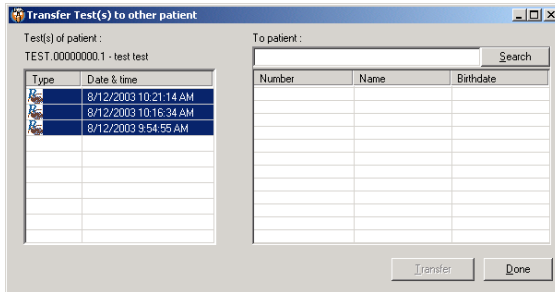 Transfer Test(s) to other patient
Test(s) of patient :
TEST.00000000.1 - test test
Type Date & time
8/12/2003 10:21:14 AM
8/12/2003 10:16:34 AM
8/12/2003 9:54:55 AM
To patient :
Search
Number Name Birthdate
Transfer Done